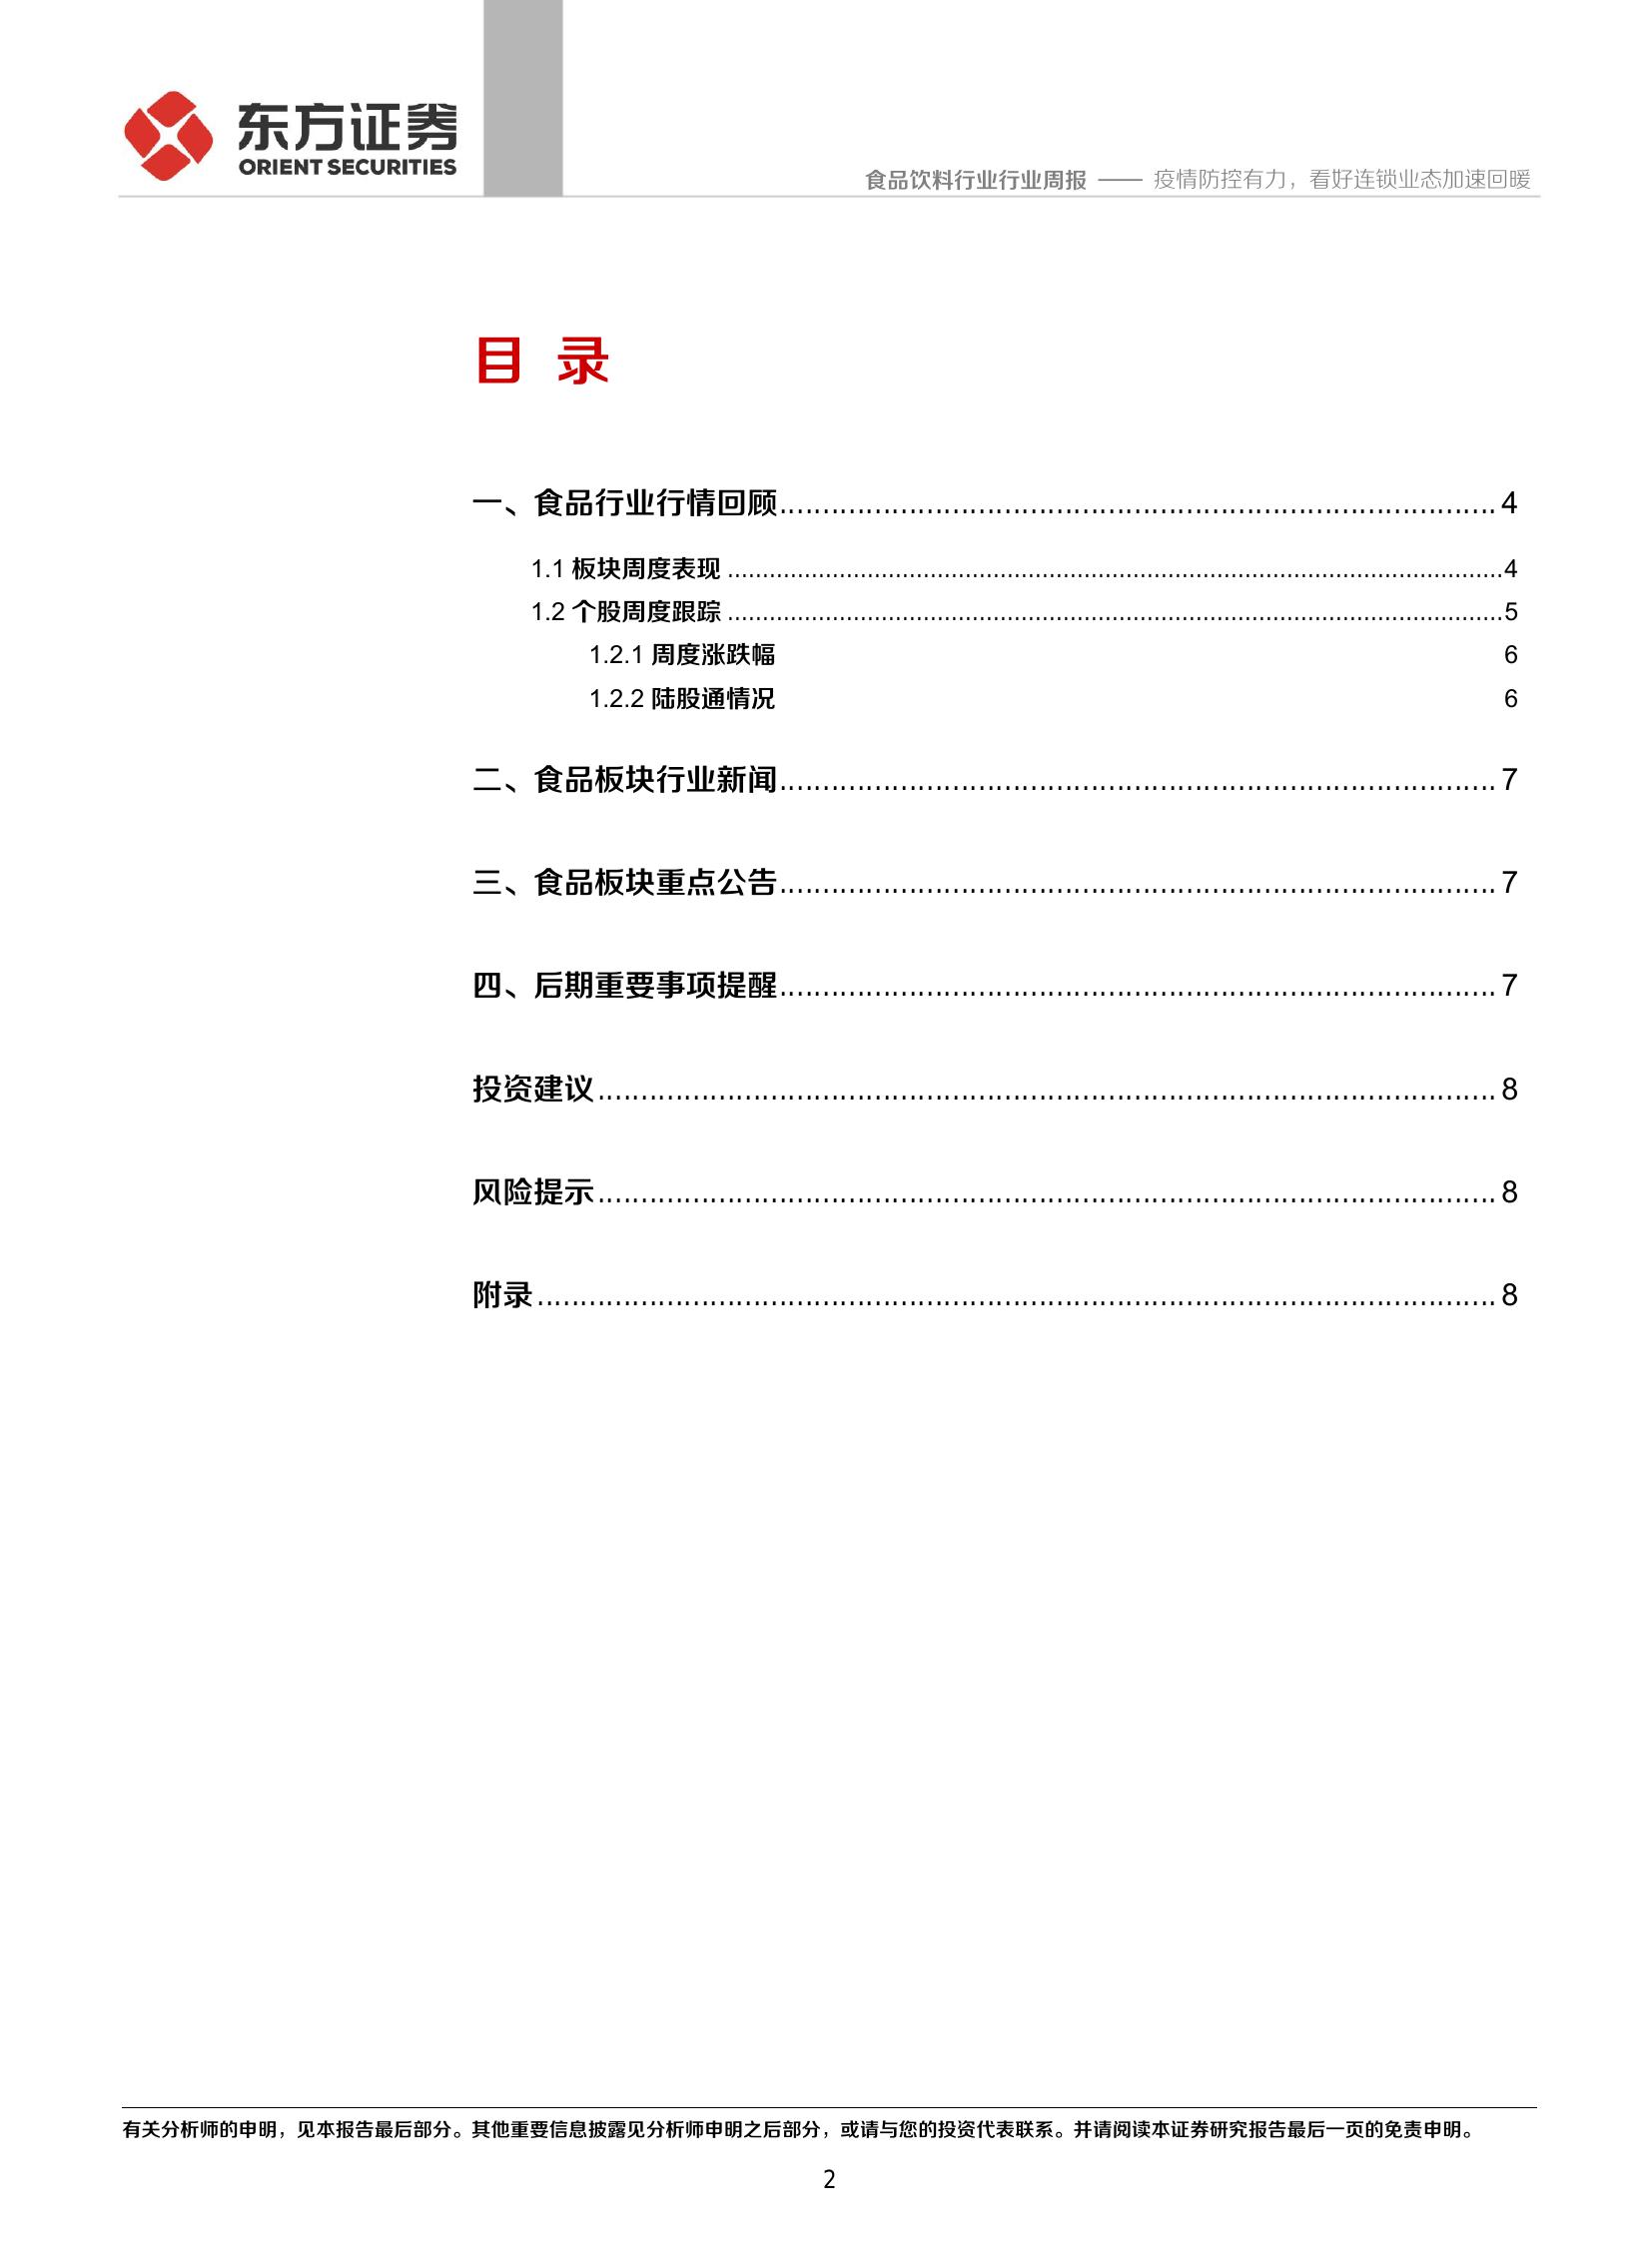 东方证券
ORIENT SECURITIES
食品饮料行业行业周报 —— 疫情防控有力，看好连锁业态加速回暖
目 录
一、食品行业行情回顾 4
1.1 板块周度表现 4
1.2 个股周度跟踪 5
1.2.1 周度涨跌幅 6
1.2.2 陆股通情况 6
二、食品板块行业新闻 7
三、食品板块重点公告 7
四、后期重要事项提醒 7
投资建议 8
风险提示 8
附录 8
有关分析师的申明，见本报告最后部分。其他重要信息披露见分析师申明之后部分，或请与您的投资代表联系。并请阅读本证券研究报告最后一页的免责申明。
2